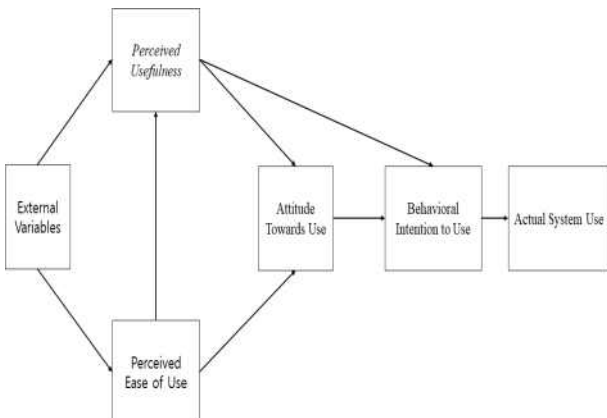 Perceived
Usefulness
External
Variables
Attitude
Towards Use
Behavioral
Intention to Use
Actual System Use
Perceived
Ease of Use